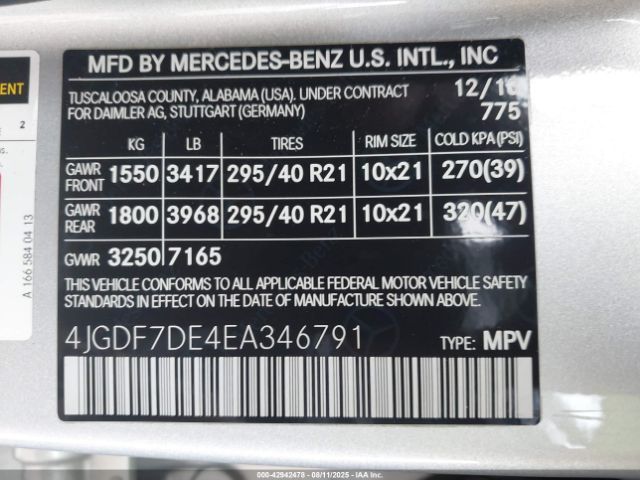 MFD BY MERCEDES-BENZ U.S. INTL., INC
TUSCALOOSA COUNTY, ALABAMA (USA). UNDER CONTRACT
FOR DAIMLER AG, STUTTGART (GERMANY)
775
KG LB TIRES RIM SIZE COLD KPA (PSI)
GAWR FRONT 1550 3417 295/40 R21 10x21 270(39)
GAWR REAR 1800 3968 295/40 R21 10x21 320(47)
GVWR 3250 7165
THIS VEHICLE CONFORMS TO ALL APPLICABLE FEDERAL MOTOR VEHICLE SAFETY
STANDARDS IN EFFECT ON THE DATE OF MANUFACTURE SHOWN ABOVE.
4JGDF7DE4EA346791 TYPE: MPV
A 166 584 04 13
2
000-42942478 - 08/11/2025 - IAA Inc.